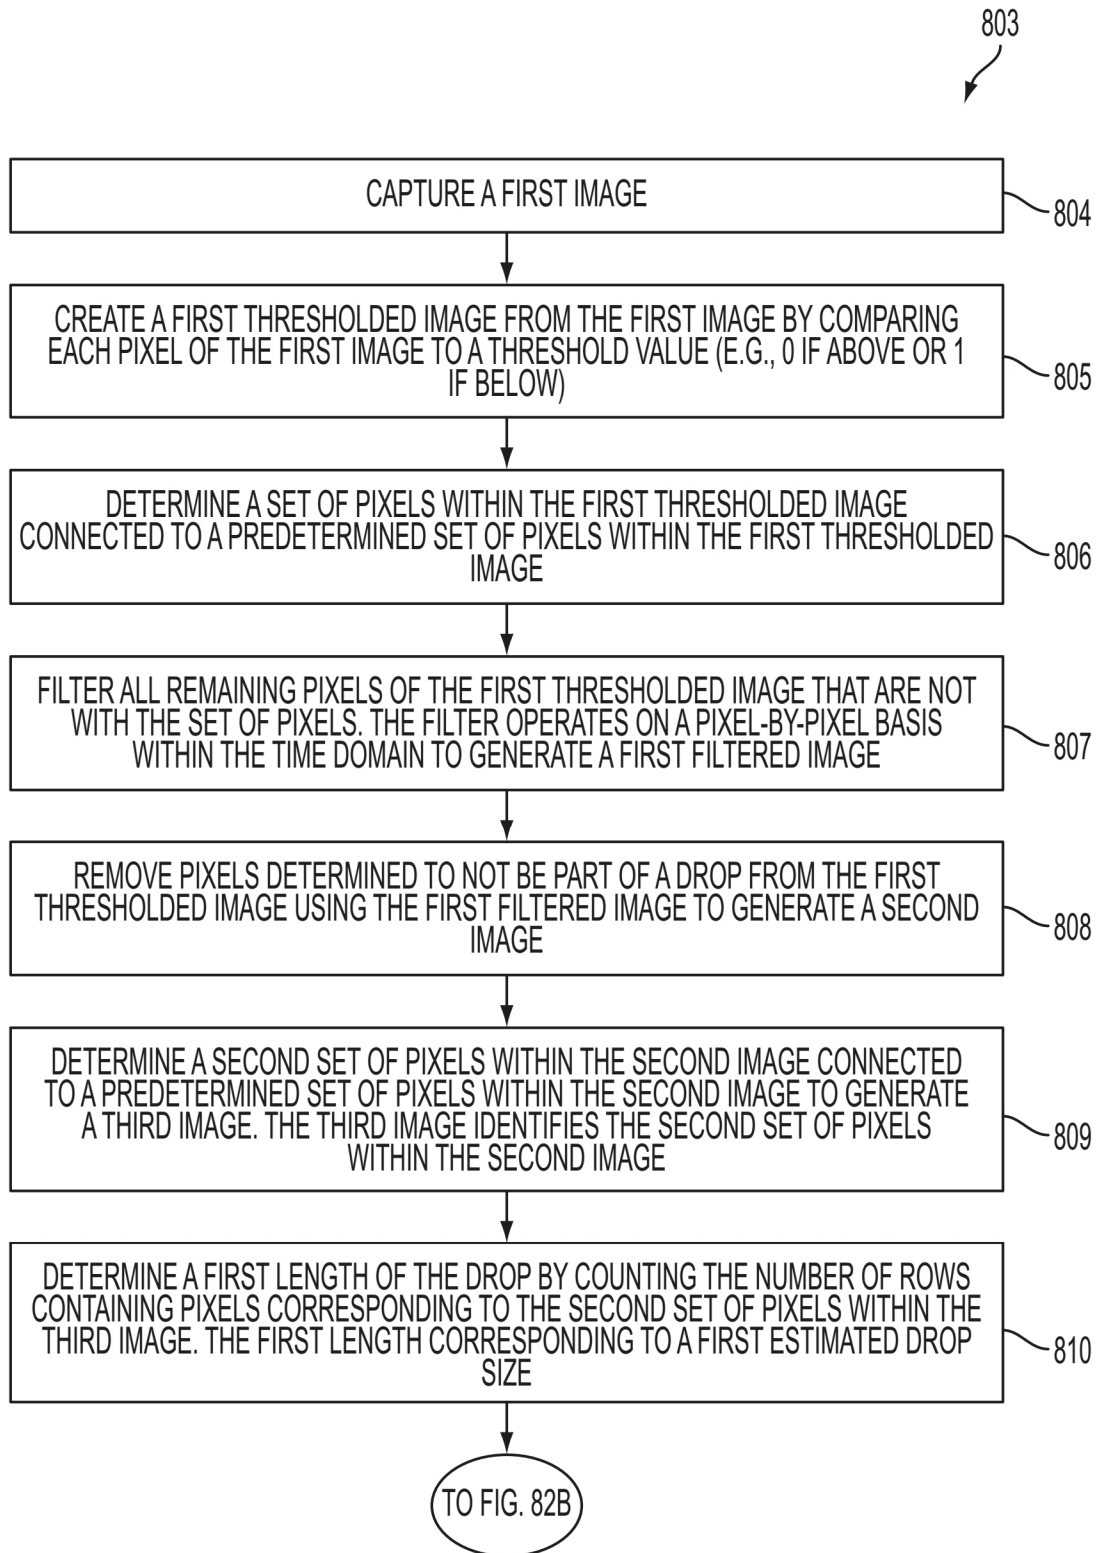 803
CAPTURE A FIRST IMAGE
804
CREATE A FIRST THRESHOLDED IMAGE FROM THE FIRST IMAGE BY COMPARING
EACH PIXEL OF THE FIRST IMAGE TO A THRESHOLD VALUE (E.G., 0 IF ABOVE OR 1
IF BELOW)
805
DETERMINE A SET OF PIXELS WITHIN THE FIRST THRESHOLDED IMAGE
CONNECTED TO A PREDETERMINED SET OF PIXELS WITHIN THE FIRST THRESHOLDED
IMAGE
806
FILTER ALL REMAINING PIXELS OF THE FIRST THRESHOLDED IMAGE THAT ARE NOT
WITH THE SET OF PIXELS. THE FILTER OPERATES ON A PIXEL-BY-PIXEL BASIS
WITHIN THE TIME DOMAIN TO GENERATE A FIRST FILTERED IMAGE
807
REMOVE PIXELS DETERMINED TO NOT BE PART OF A DROP FROM THE FIRST
THRESHOLDED IMAGE USING THE FIRST FILTERED IMAGE TO GENERATE A SECOND
IMAGE
808
DETERMINE A SECOND SET OF PIXELS WITHIN THE SECOND IMAGE CONNECTED
TO A PREDETERMINED SET OF PIXELS WITHIN THE SECOND IMAGE TO GENERATE
A THIRD IMAGE. THE THIRD IMAGE IDENTIFIES THE SECOND SET OF PIXELS
WITHIN THE SECOND IMAGE
809
DETERMINE A FIRST LENGTH OF THE DROP BY COUNTING THE NUMBER OF ROWS
CONTAINING PIXELS CORRESPONDING TO THE SECOND SET OF PIXELS WITHIN THE
THIRD IMAGE. THE FIRST LENGTH CORRESPONDING TO A FIRST ESTIMATED DROP
SIZE
810
TO FIG. 82B